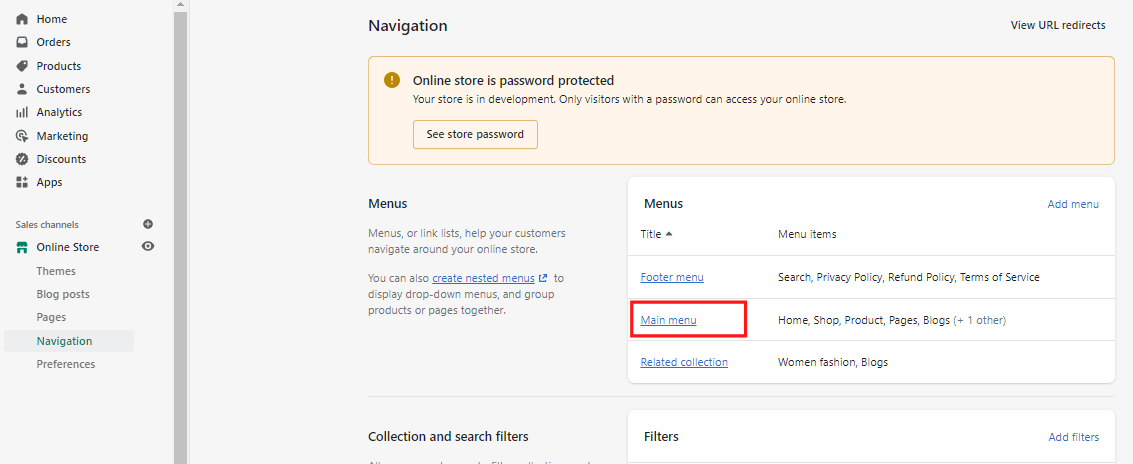 Home
Orders
Products
Customers
Analytics
Marketing
Discounts
Apps
Sales channels
Online Store
Themes
Blog posts
Pages
Navigation
Preferences
Navigation
View URL redirects
Online store is password protected
Your store is in development. Only visitors with a password can access your online store.
See store password
Menus
Menus, or link lists, help your customers
navigate around your online store.
You can also create nested menus to
display drop-down menus, and group
products or pages together.
Menus
Add menu
Title
Menu items
Footer menu
Search, Privacy Policy, Refund Policy, Terms of Service
Main menu
Home, Shop, Product, Pages, Blogs (+ 1 other)
Related collection
Women fashion, Blogs
Collection and search filters
Filters
Add filters